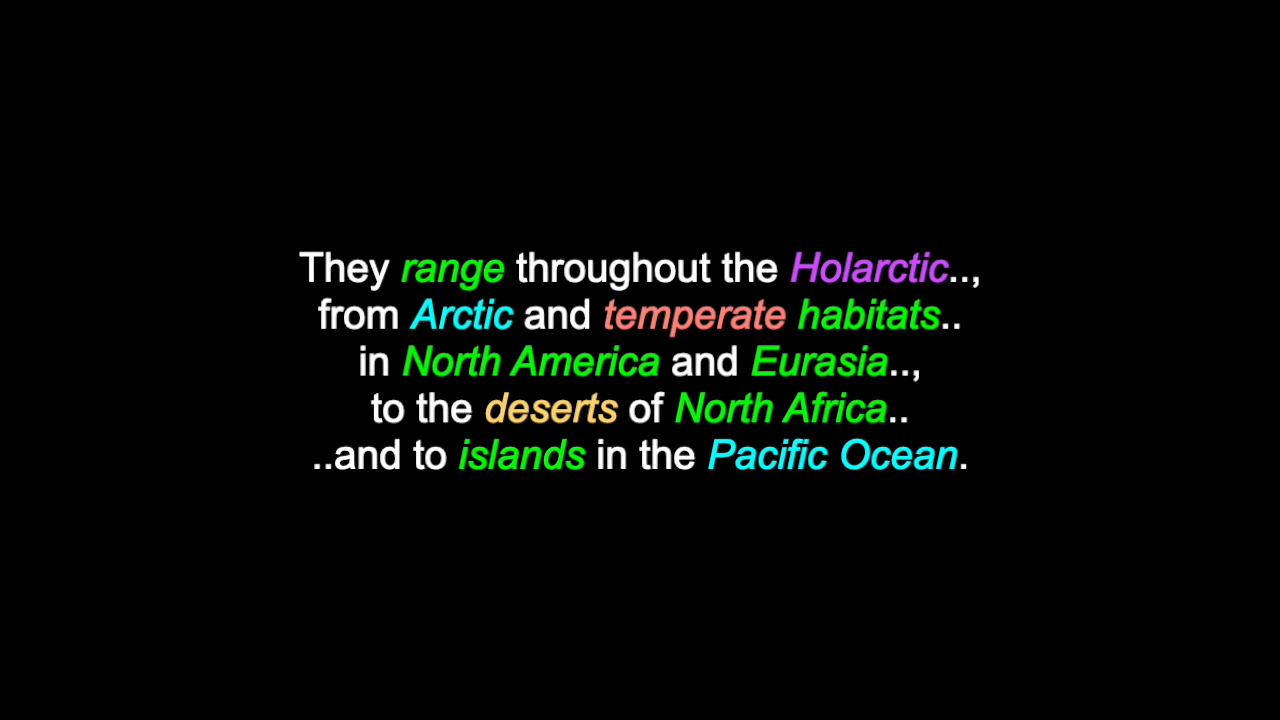 They range throughout the Holarctic..,
from Arctic and temperate habitats..
in North America and Eurasia..,
to the deserts of North Africa..
..and to islands in the Pacific Ocean.